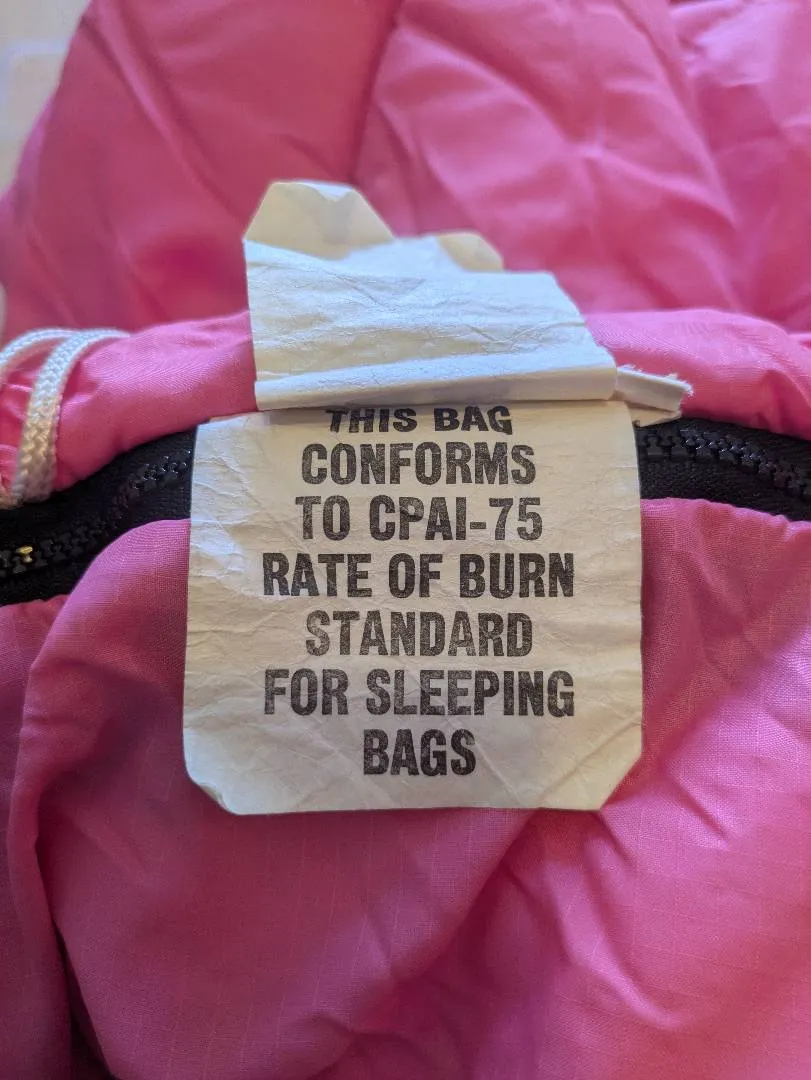 THIS BAG
CONFORMS
TO CPAI-75
RATE OF BURN
STANDARD
FOR SLEEPING
BAGS